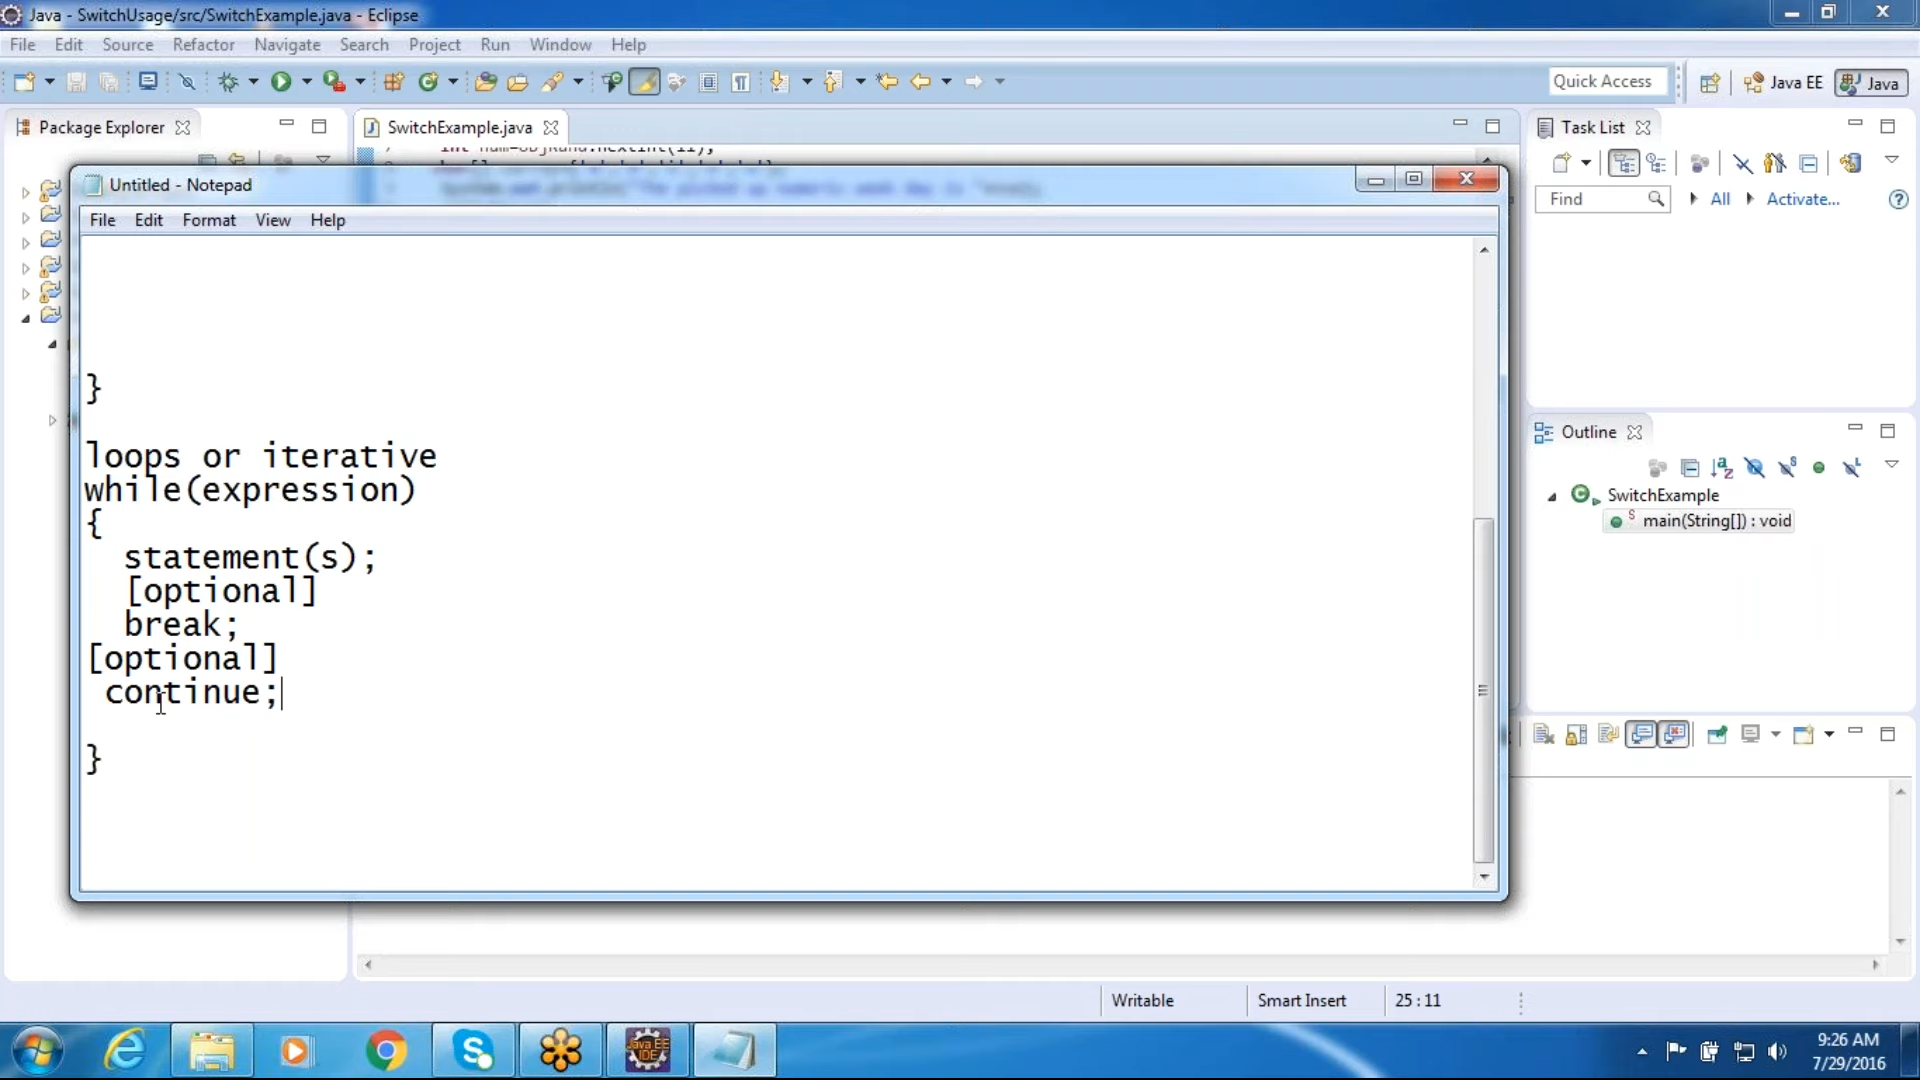 Java - SwitchUsage/src/SwitchExample.java - Eclipse
File Edit Source Refactor Navigate Search Project Run Window Help
Quick Access
Java EE
Java
Package Explorer
SwitchExample.java
Task List
Untitled - Notepad
Find
All
Activate...
File Edit Format View Help
}
loops or iterative
while(expression)
{
statement(s);
[optional]
break;
[optional]
continue;
}
Outline
SwitchExample
main(String[]) : void
Writable
Smart Insert
25 : 11
Java EE
IDE
9:26 AM
7/29/2016